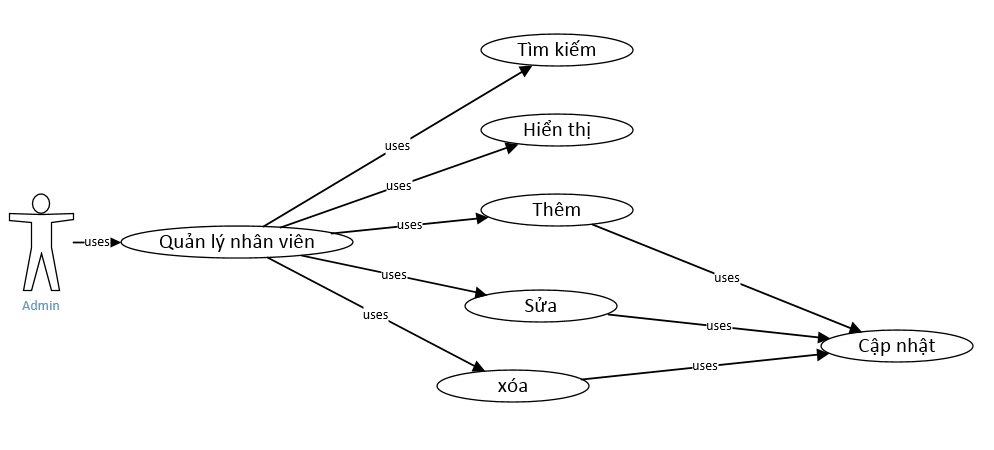 Tìm kiếm
uses
Hiển thị
uses
Thêm
uses
uses
Quản lý nhân viên
uses
Admin
uses
Sửa
uses
uses
Cập nhật
uses
xóa
uses